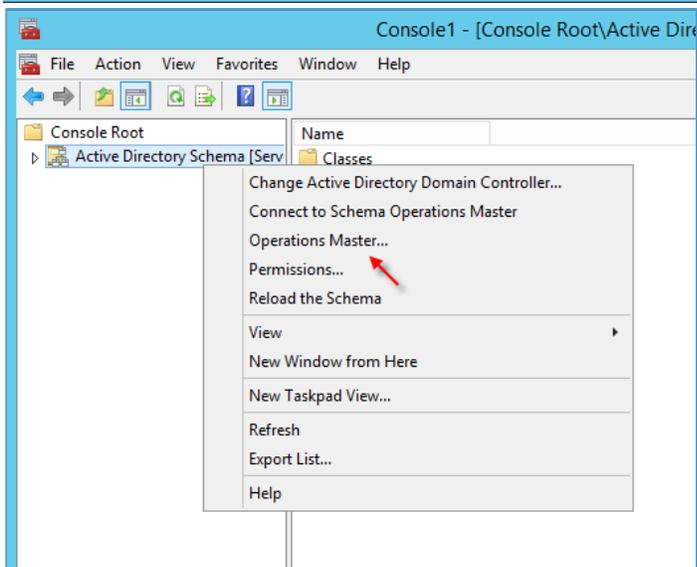 Console1 - [Console Root\Active Dire
File Action View Favorites Window Help
Console Root
Name
Active Directory Schema [Serv
Classes
Change Active Directory Domain Controller...
Connect to Schema Operations Master
Operations Master...
Permissions...
Reload the Schema
View
New Window from Here
New Taskpad View...
Refresh
Export List...
Help